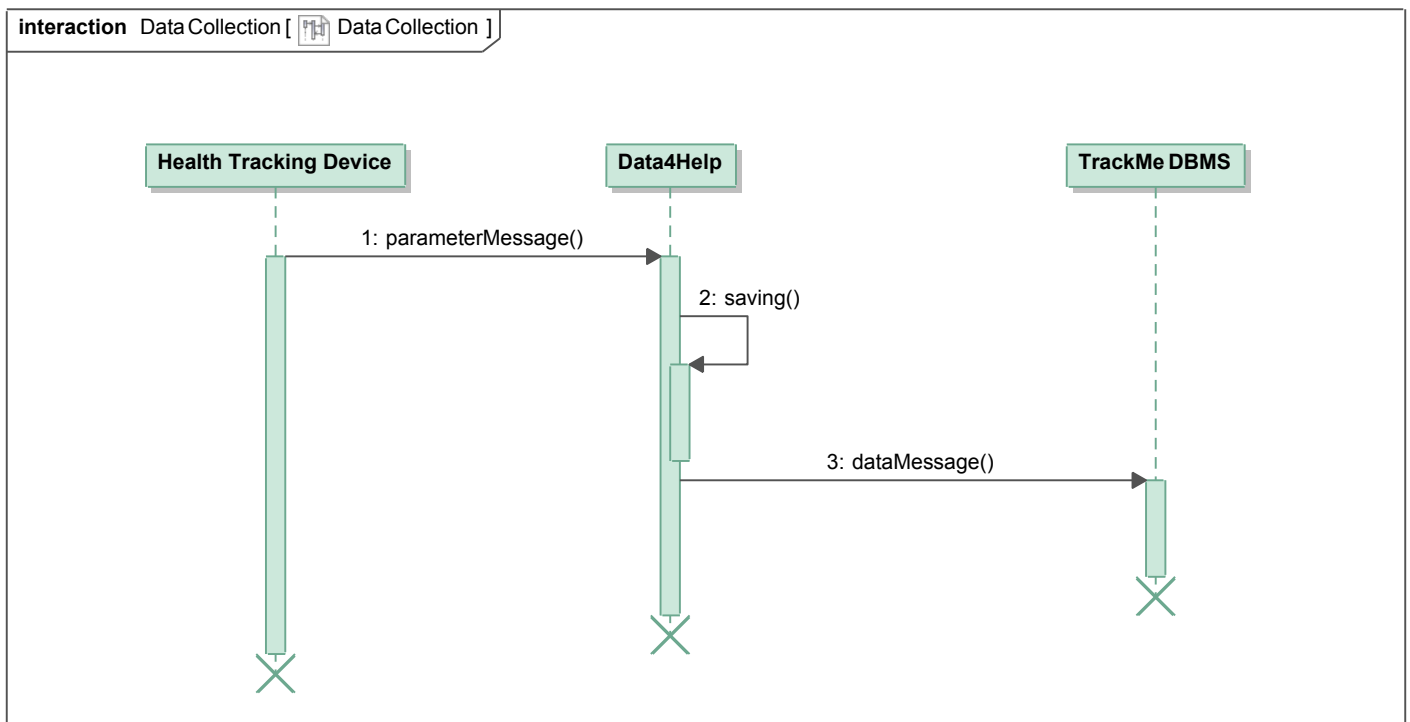 interaction Data Collection [ Data Collection ]
Health Tracking Device
Data4Help
TrackMe DBMS
1: parameterMessage()
2: saving()
3: dataMessage()